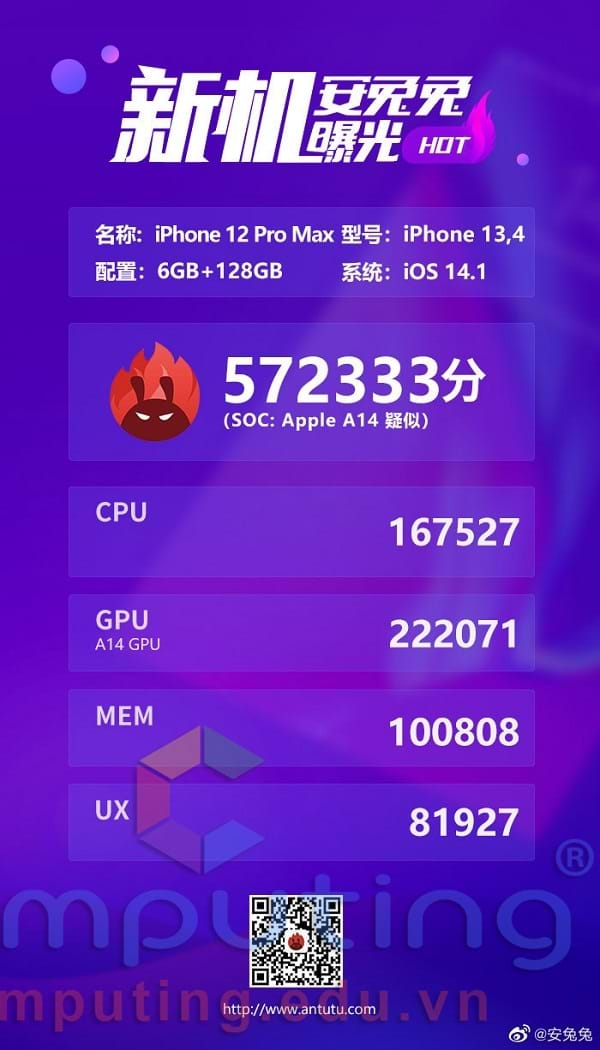 新机 安兔兔
曝光 HOT
名称: iPhone 12 Pro Max 型号: iPhone 13,4
配置: 6GB+128GB 系统: iOS 14.1
572333分
(SOC: Apple A14 疑似)
CPU
167527
GPU
A14 GPU
222071
MEM
100808
UX
81927
®
mputing
mputing.edu.vn
http://www.antutu.com
@安兔兔